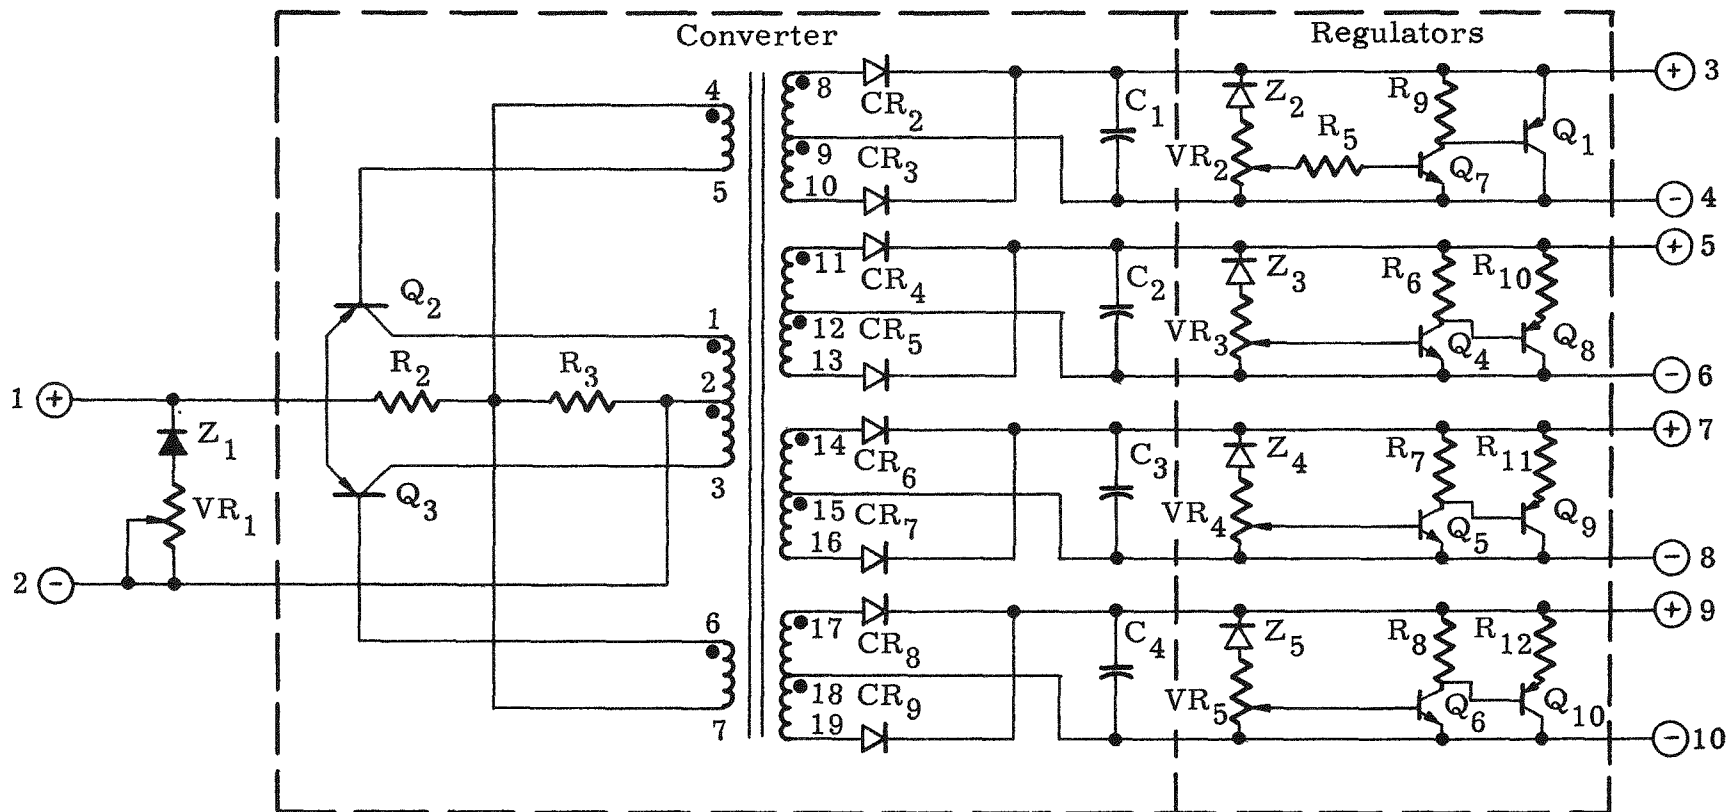 Converter
Regulators
1 +
2 -
Z1
VR1
Q2
Q3
R2
R3
4
5
1
2
3
6
7
8
9
10
CR2
CR3
C1
Z2
VR2
R5
R9
Q7
Q1
+ 3
- 4
11
12
13
CR4
CR5
C2
Z3
VR3
R6
R10
Q4
Q8
+ 5
- 6
14
15
16
CR6
CR7
C3
Z4
VR4
R7
R11
Q5
Q9
+ 7
- 8
17
18
19
CR8
CR9
C4
Z5
VR5
R8
R12
Q6
Q10
+ 9
- 10